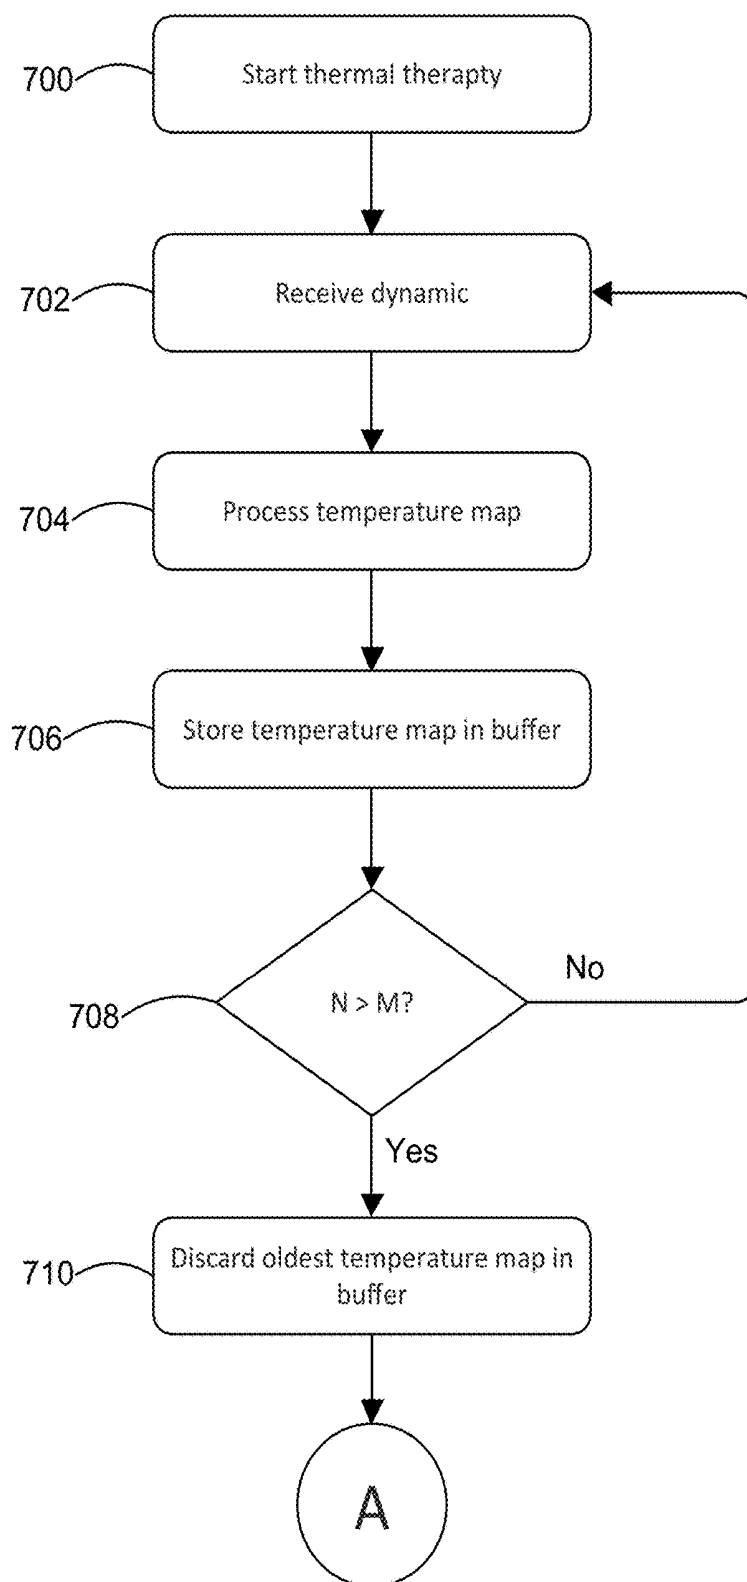 700
Start thermal therapty
702
Receive dynamic
704
Process temperature map
706
Store temperature map in buffer
708
N > M?
No
Yes
710
Discard oldest temperature map in
buffer
A